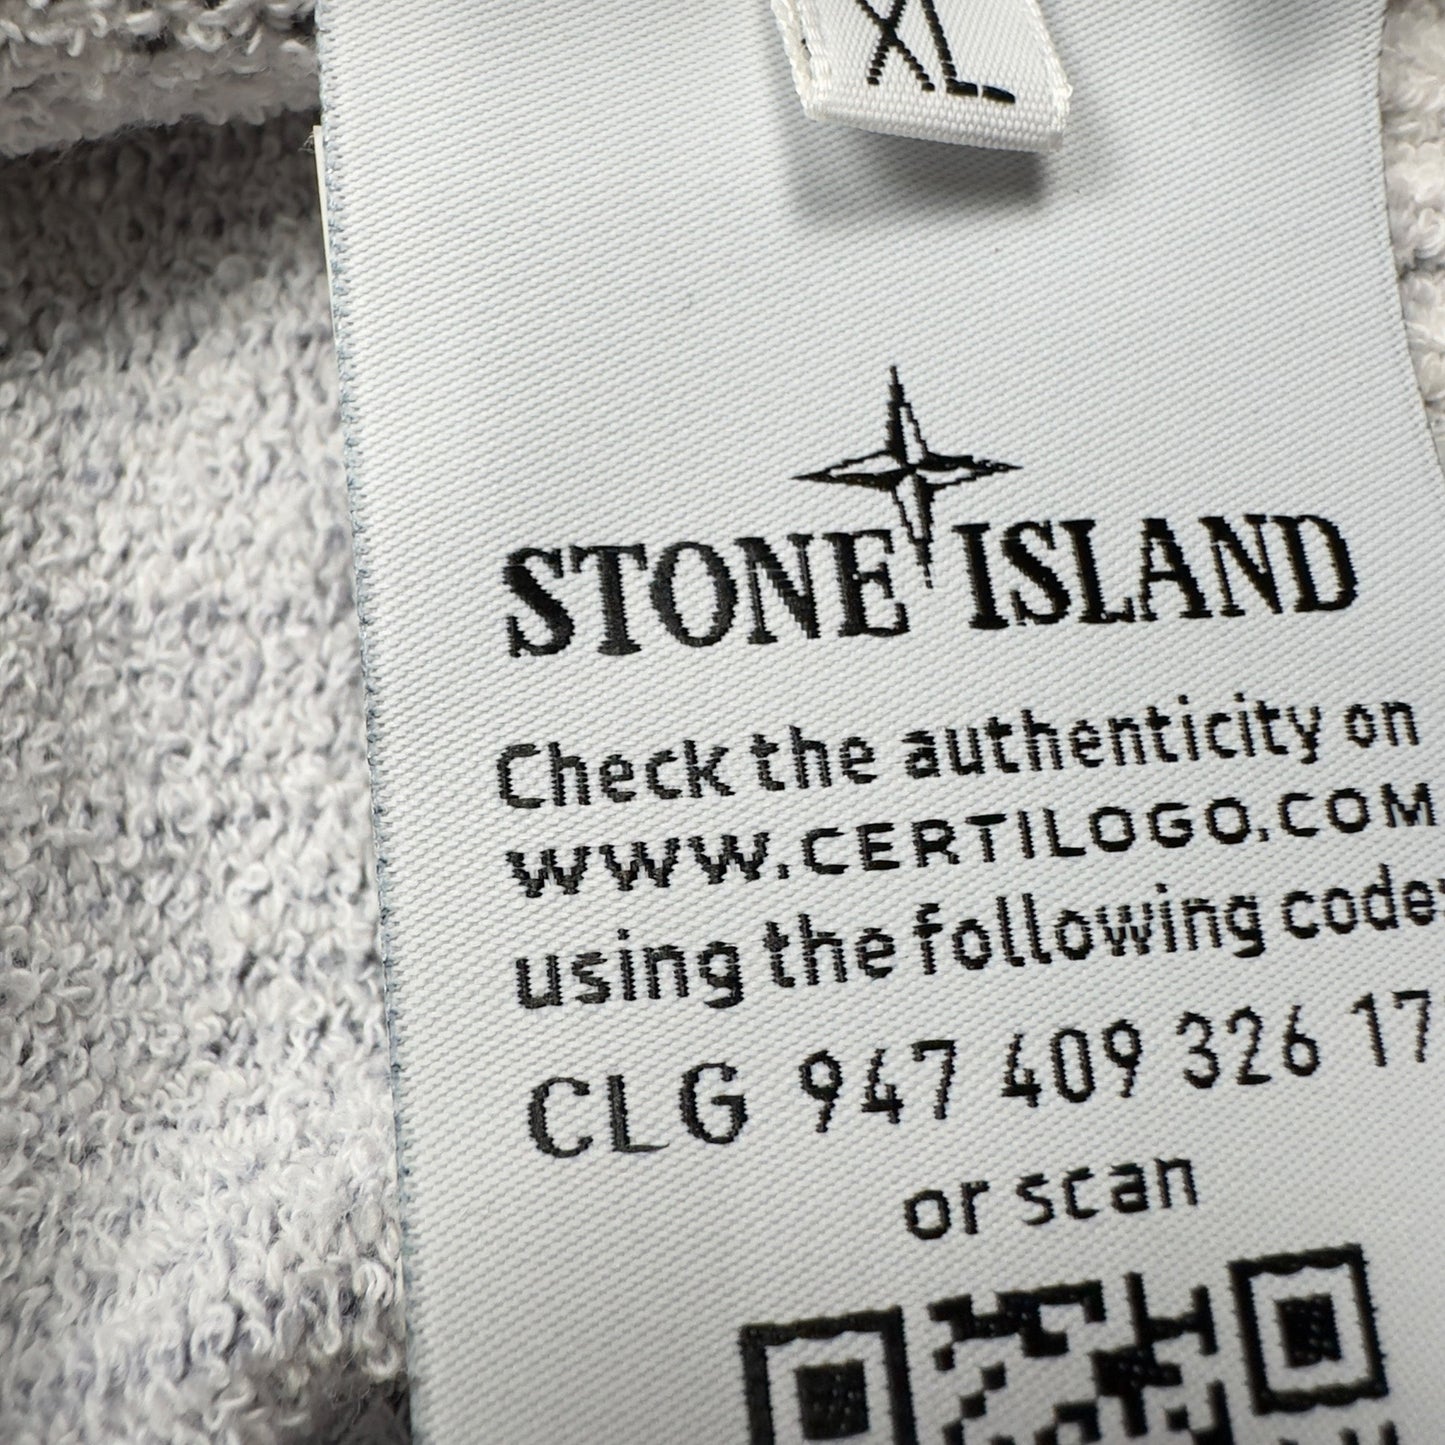 XL
STONE ISLAND
Check the authenticity on
WWW.CERTILOGO.COM
using the following code:
CLG 947 409 326 17
or scan